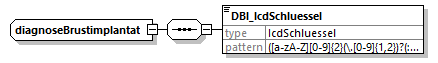 diagnoseBrustimplantat
DBI_IcdSchluessel
type IcdSchluessel
pattern ([a-zA-Z][0-9]{2}(\.[0-9]{1,2})?(:...